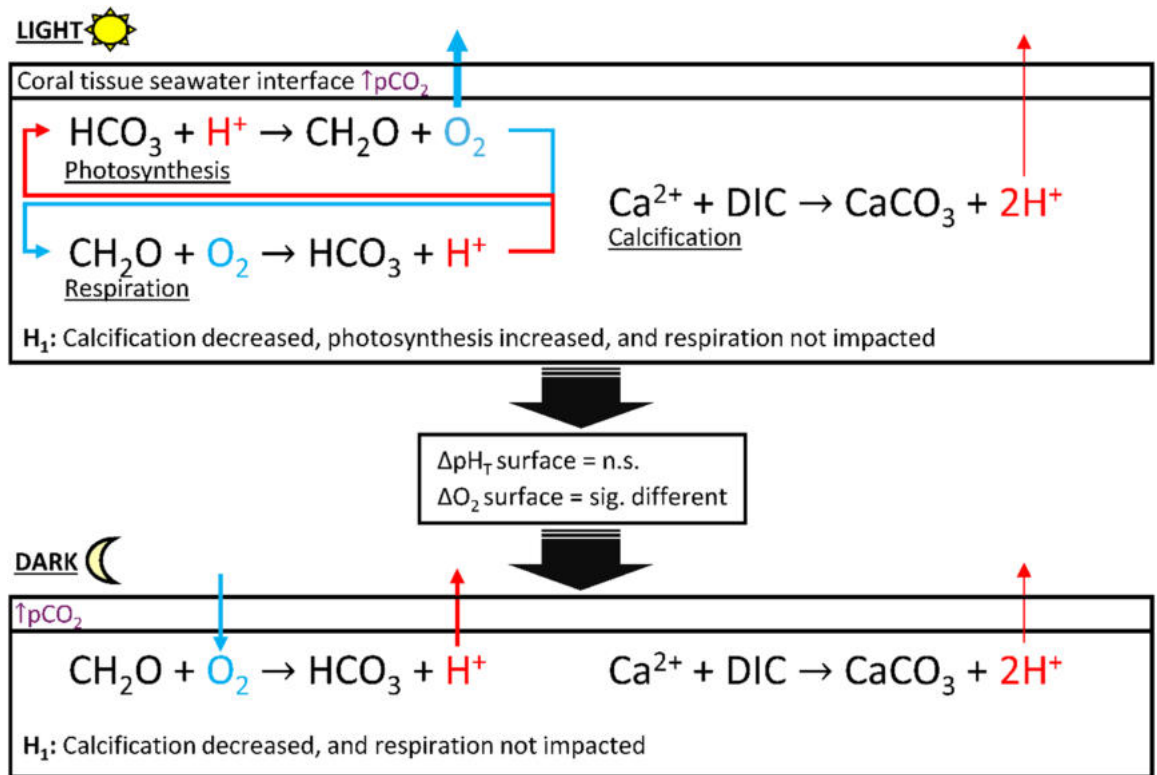 LIGHT
Coral tissue seawater interface ↑pCO₂
HCO₃ + H⁺ → CH₂O + O₂
Photosynthesis
Ca²⁺ + DIC → CaCO₃ + 2H⁺
Calcification
CH₂O + O₂ → HCO₃ + H⁺
Respiration
H₁: Calcification decreased, photosynthesis increased, and respiration not impacted
ΔpH_T surface = n.s.
ΔO₂ surface = sig. different
DARK
↑pCO₂
CH₂O + O₂ → HCO₃ + H⁺
Ca²⁺ + DIC → CaCO₃ + 2H⁺
H₁: Calcification decreased, and respiration not impacted